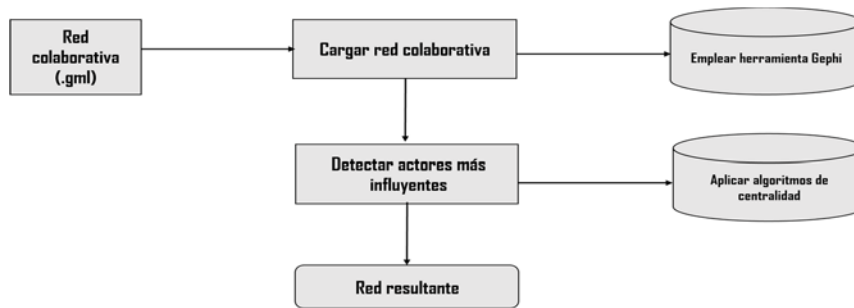 Red
colaborativa
(.gml)
Cargar red colaborativa
Emplear herramienta Gephi
Detectar actores más
influyentes
Aplicar algoritmos de
centralidad
Red resultante